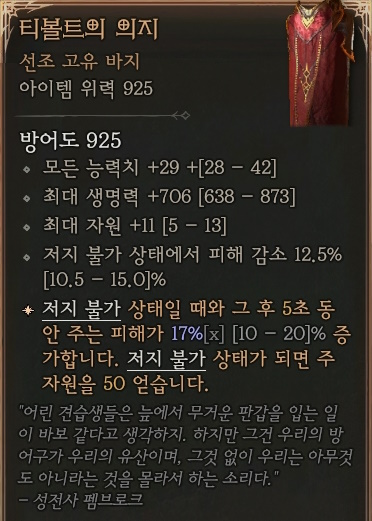 티볼트의 의지
선조 고유 바지
아이템 위력 925
방어도 925
모든 능력치 +29 +[28 – 42]
최대 생명력 +706 [638 – 873]
최대 자원 +11 [5 – 13]
저지 불가 상태에서 피해 감소 12.5%
[10.5 – 15.0]%
저지 불가 상태일 때와 그 후 5초 동
안 주는 피해가 17%[x] [10 – 20]% 증
가합니다. 저지 불가 상태가 되면 주
자원을 50 얻습니다.
"어린 견습생들은 늪에서 무거운 판갑을 입는 일
이 바보 같다고 생각하지. 하지만 그건 우리의 방
어구가 우리의 유산이며, 그것 없이 우리는 아무것
도 아니라는 것을 몰라서 하는 소리다."
– 성전사 펨브로크